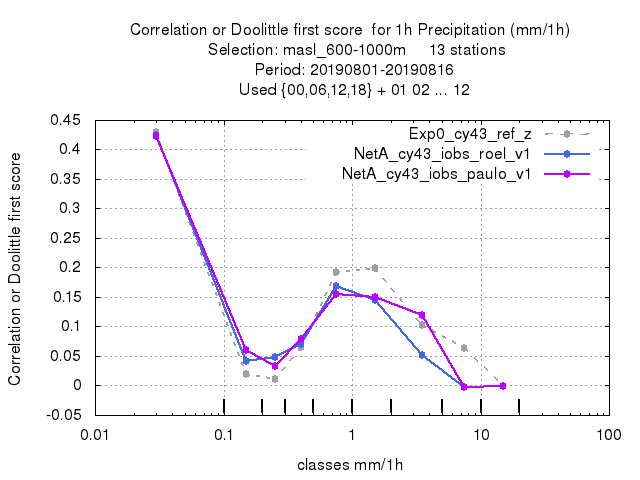 Correlation or Doolittle first score  for 1h Precipitation (mm/1h)
Selection: masl_600-1000m     13 stations
Period: 20190801-20190816
Used {00,06,12,18} + 01 02 ... 12
Exp0_cy43_ref_z
NetA_cy43_iobs_roel_v1
NetA_cy43_iobs_paulo_v1
Correlation or Doolittle first score
0.45
0.4
0.35
0.3
0.25
0.2
0.15
0.1
0.05
0
-0.05
0.01 0.1 1 10 100
classes mm/1h